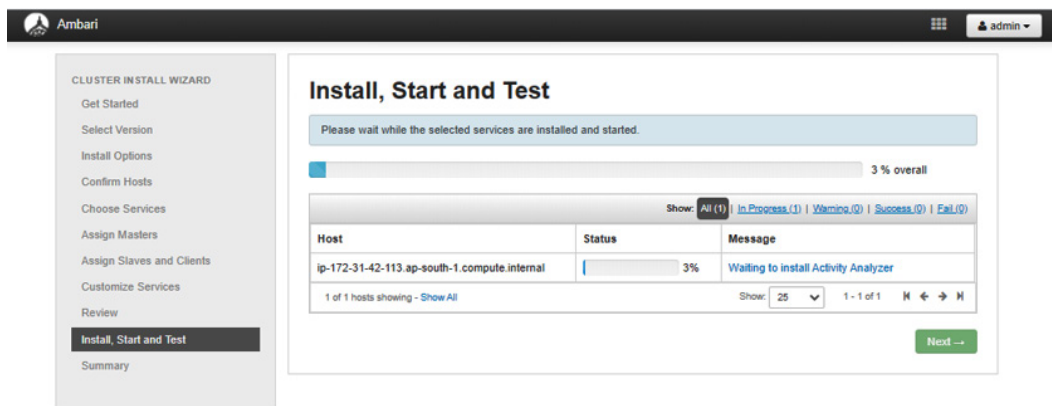 Ambari
admin
CLUSTER INSTALL WIZARD
Get Started
Select Version
Install Options
Confirm Hosts
Choose Services
Assign Masters
Assign Slaves and Clients
Customize Services
Review
Install, Start and Test
Summary
Install, Start and Test
Please wait while the selected services are installed and started.
3 % overall
Show: All (1) | In Progress (1) | Warning (0) | Success (0) | Fail (0)
Host Status Message
ip-172-31-42-113.ap-south-1.compute.internal 3% Waiting to install Activity Analyzer
1 of 1 hosts showing - Show All Show: 25 1 - 1 of 1
Next →